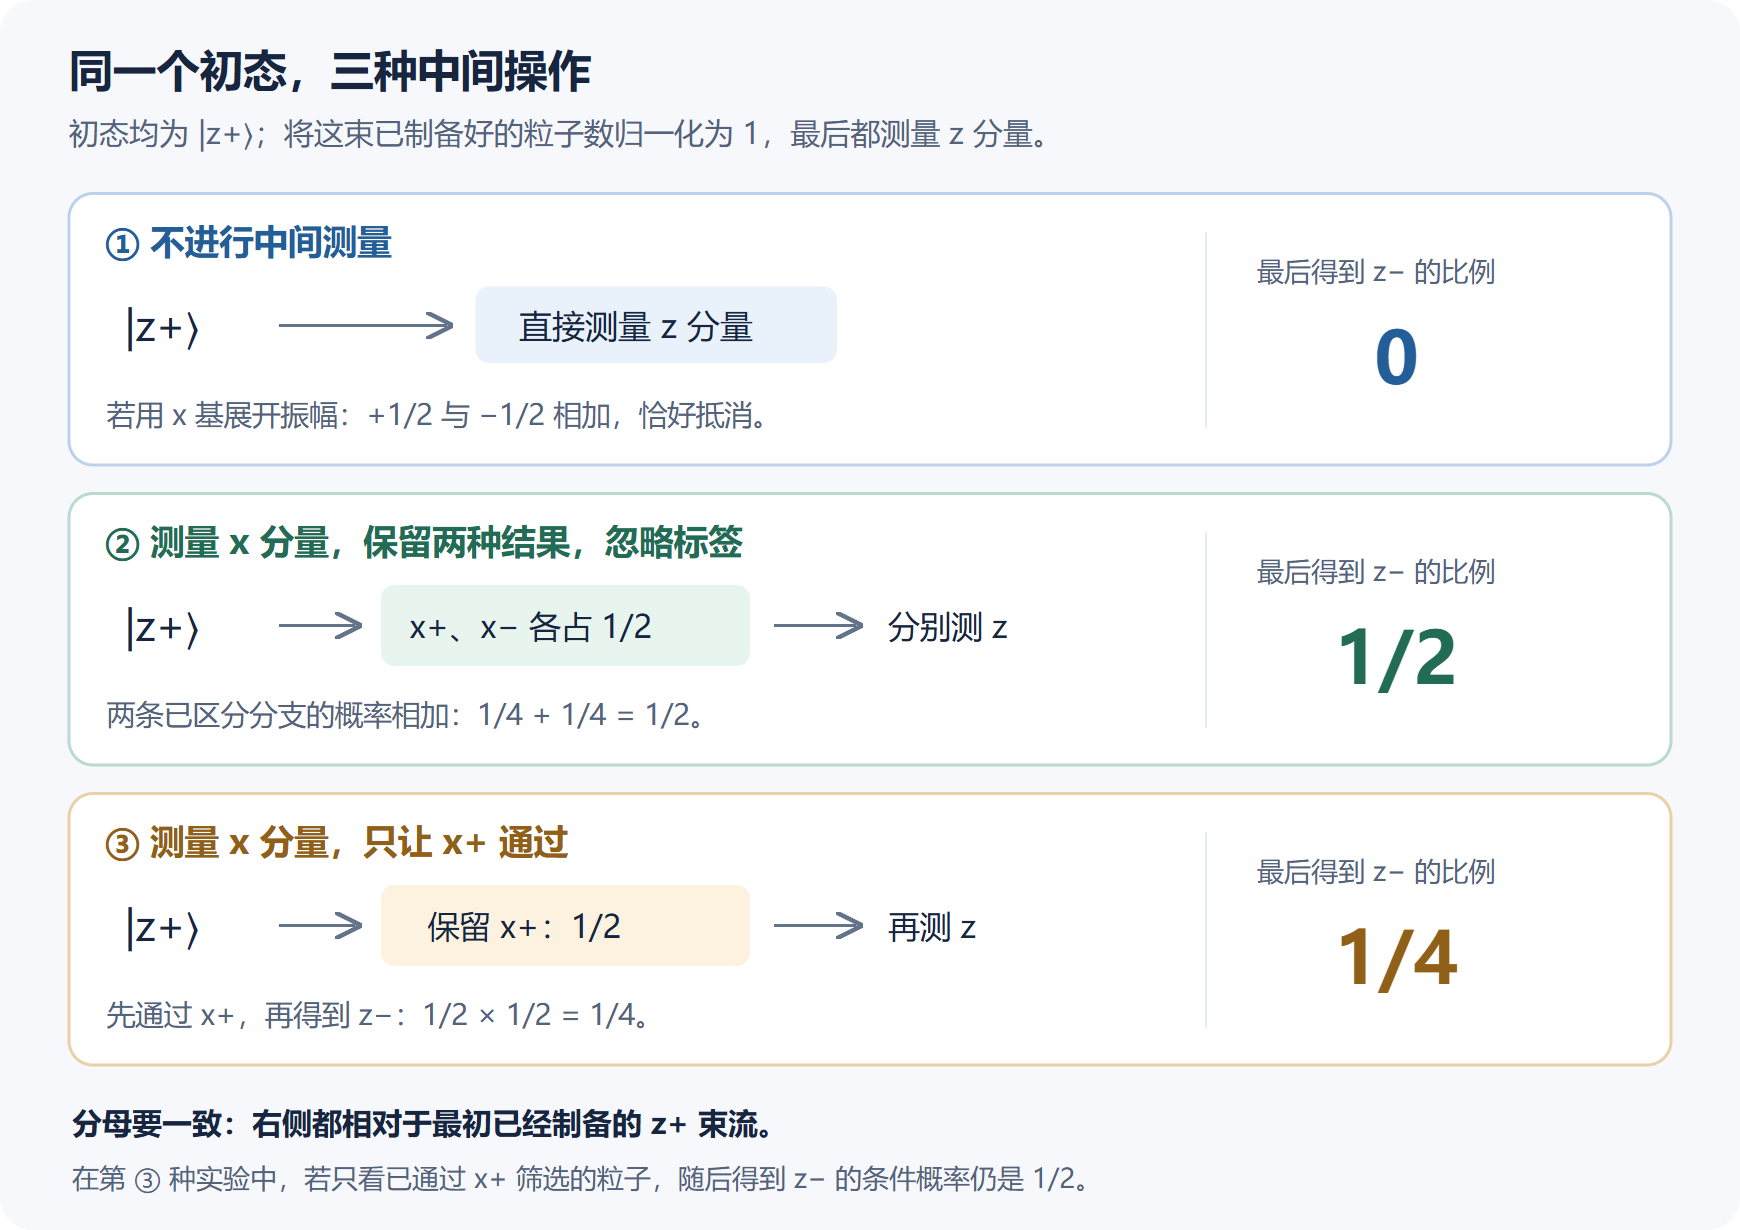 同一个初态，三种中间操作
初态均为 |z+⟩；将这束已制备好的粒子数归一化为 1，最后都测量 z 分量。
① 不进行中间测量
|z+⟩
直接测量 z 分量
若用 x 基展开振幅：+1/2 与 −1/2 相加，恰好抵消。
最后得到 z− 的比例
0
② 测量 x 分量，保留两种结果，忽略标签
|z+⟩
x+、x− 各占 1/2
分别测 z
两条已区分分支的概率相加：1/4 + 1/4 = 1/2。
最后得到 z− 的比例
1/2
③ 测量 x 分量，只让 x+ 通过
|z+⟩
保留 x+：1/2
再测 z
先通过 x+，再得到 z−：1/2 × 1/2 = 1/4。
最后得到 z− 的比例
1/4
分母要一致：右侧都相对于最初已经制备的 z+ 束流。
在第 ③ 种实验中，若只看已通过 x+ 筛选的粒子，随后得到 z− 的条件概率仍是 1/2。